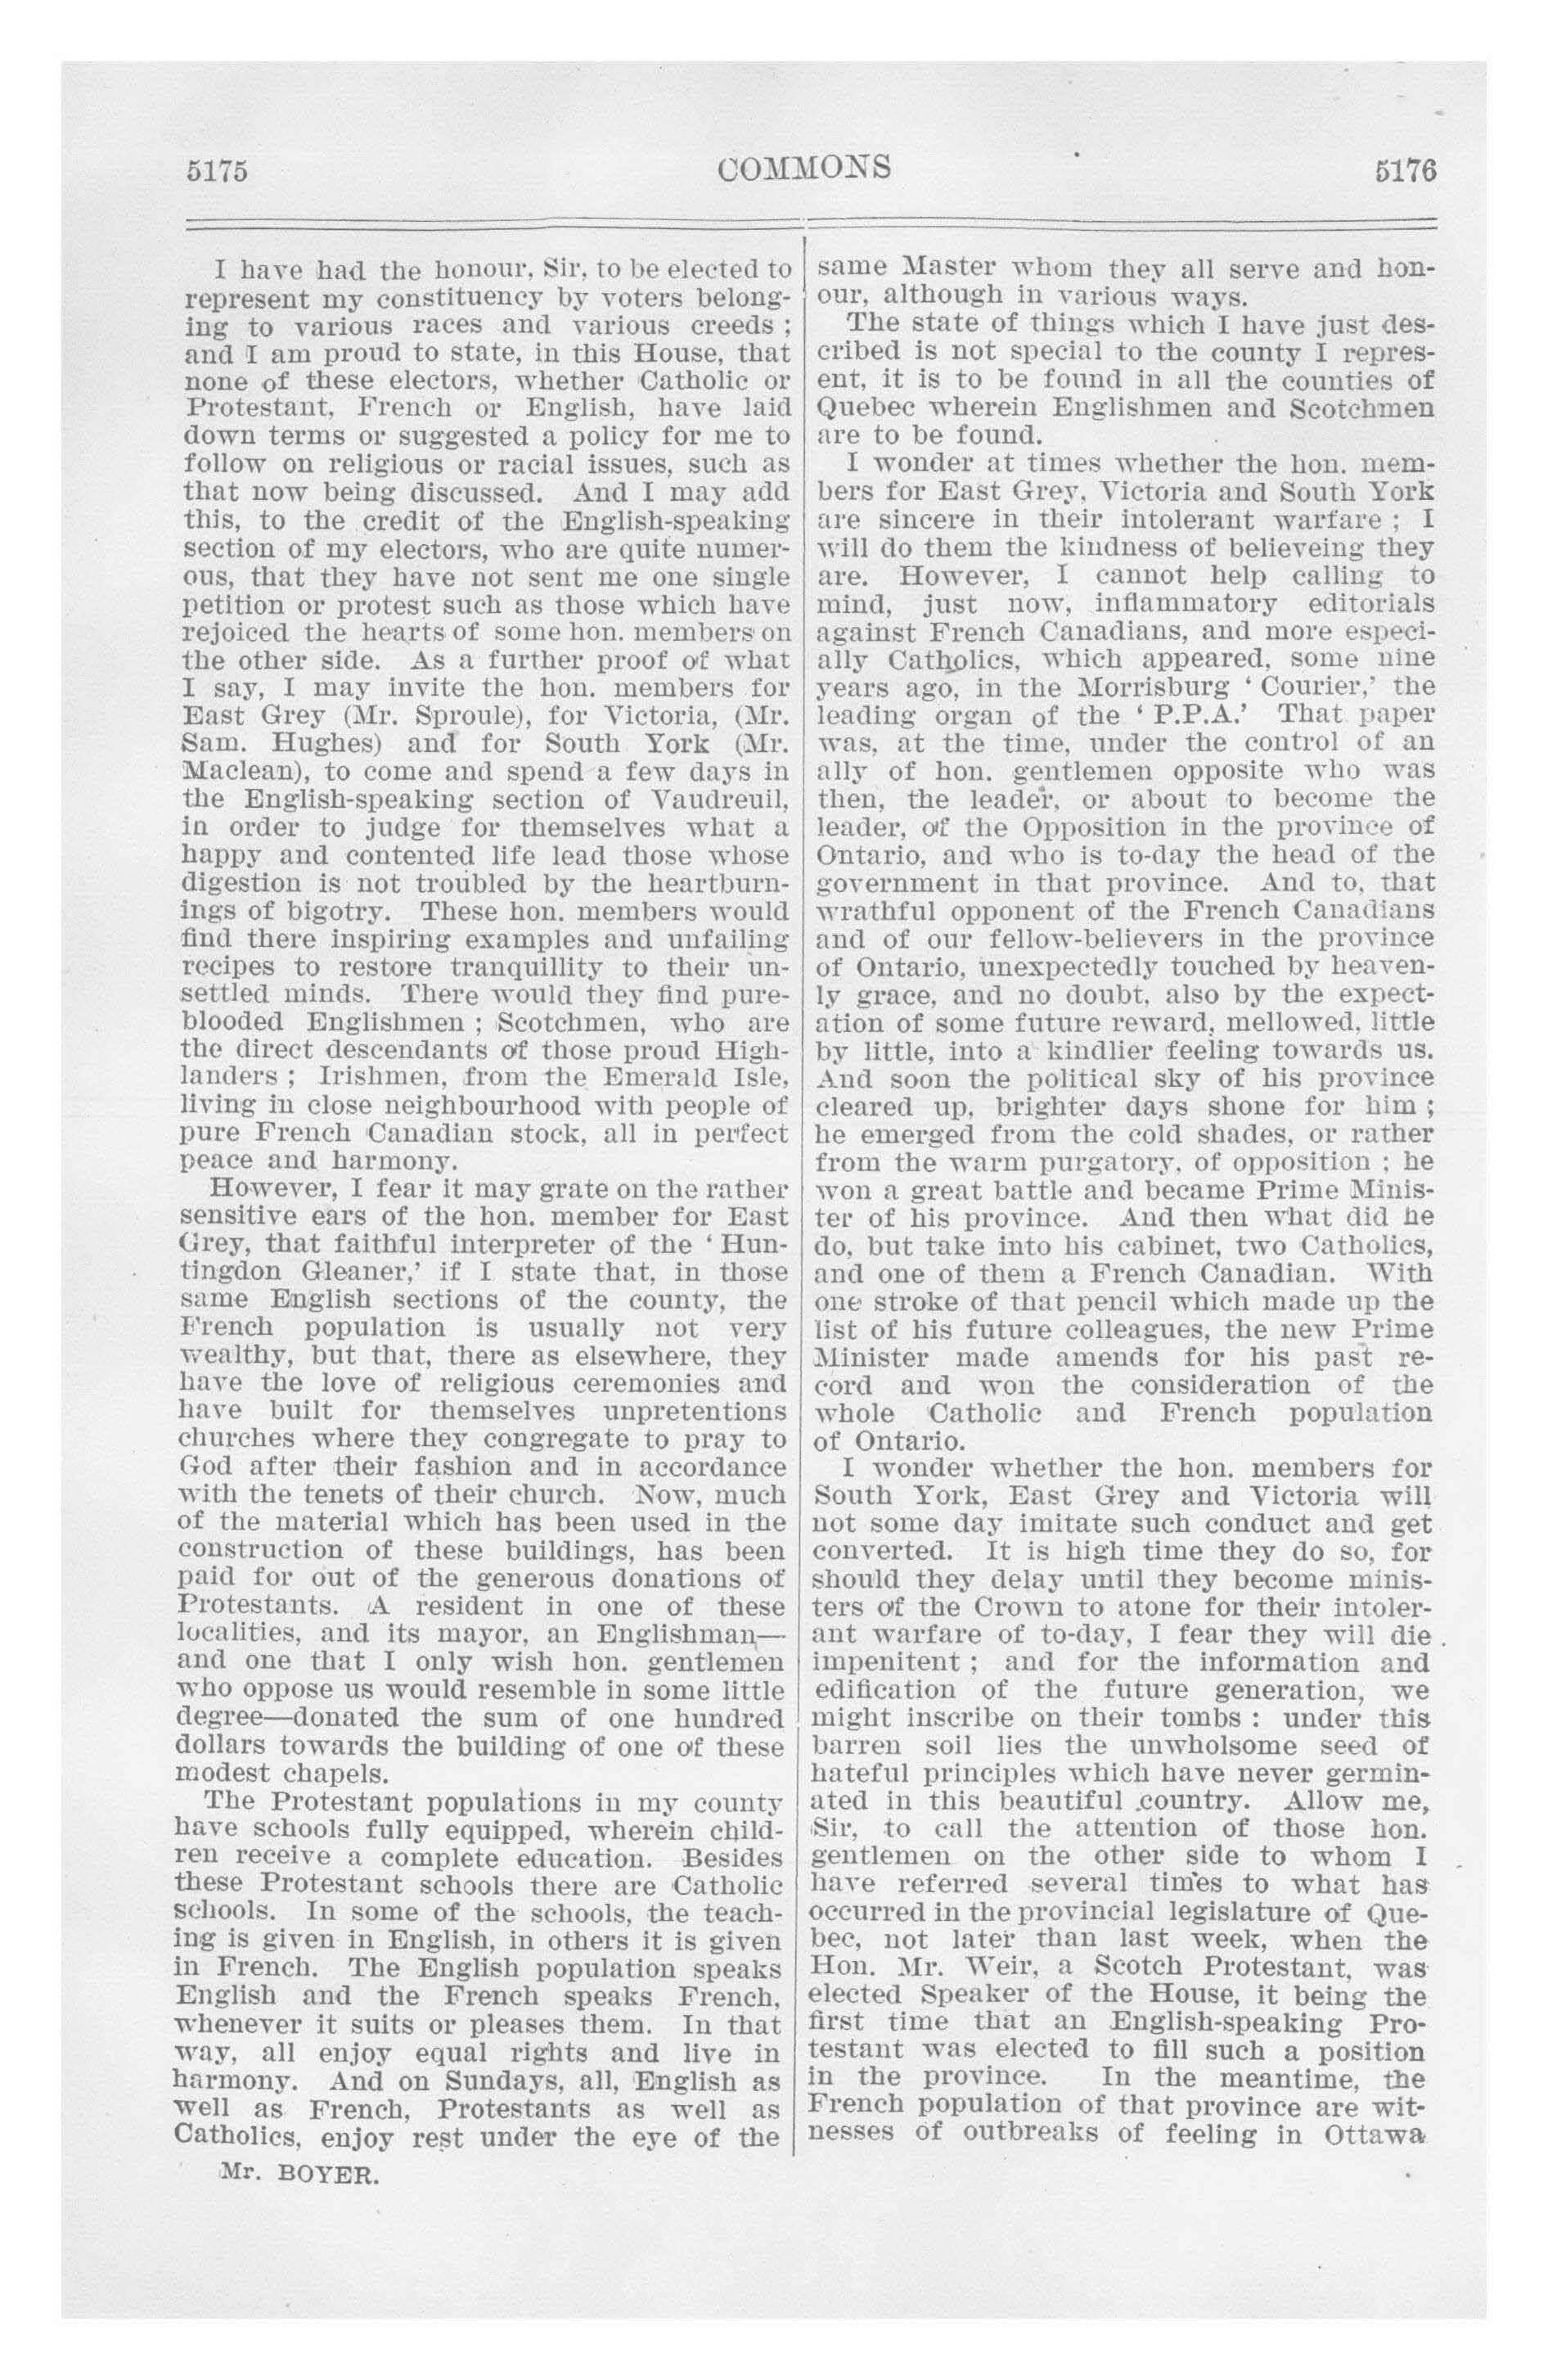 5175
COMMONS
5176
I have had the honour, Sir, to be elected to
represent my constituency by voters belong-
ing to various races and various creeds ;
and I am proud to state, in this House, that
none of these electors, whether Catholic or
Protestant, French or English, have laid
down terms or suggested a policy for me to
follow on religious or racial issues, such as
that now being discussed. And I may add
this, to the credit of the English-speaking
section of my electors, who are quite numer-
ous, that they have not sent me one single
petition or protest such as those which have
rejoiced the hearts of some hon. members on
the other side. As a further proof of what
I say, I may invite the hon. members for
East Grey (Mr. Sproule), for Victoria, (Mr.
Sam. Hughes) and for South York (Mr.
Maclean), to come and spend a few days in
the English-speaking section of Vaudreuil,
in order to judge for themselves what a
happy and contented life lead those whose
digestion is not troubled by the heartburn-
ings of bigotry. These hon. members would
find there inspiring examples and unfailing
recipes to restore tranquillity to their un-
settled minds. There would they find pure-
blooded Englishmen ; Scotchmen, who are
the direct descendants of those proud High-
landers ; Irishmen, from the Emerald Isle,
living in close neighbourhood with people of
pure French Canadian stock, all in perfect
peace and harmony.
However, I fear it may grate on the rather
sensitive ears of the hon. member for East
Grey, that faithful interpreter of the ‘ Hun-
tingdon Gleaner,’ if I state that, in those
same English sections of the county, the
French population is usually not very
wealthy, but that, there as elsewhere, they
have the love of religious ceremonies and
have built for themselves unpretentions
churches where they congregate to pray to
God after their fashion and in accordance
with the tenets of their church. Now, much
of the material which has been used in the
construction of these buildings, has been
paid for out of the generous donations of
Protestants. A resident in one of these
localities, and its mayor, an Englishman—
and one that I only wish hon. gentlemen
who oppose us would resemble in some little
degree—donated the sum of one hundred
dollars towards the building of one of these
modest chapels.
The Protestant populations in my county
have schools fully equipped, wherein child-
ren receive a complete education. Besides
these Protestant schools there are Catholic
schools. In some of the schools, the teach-
ing is given in English, in others it is given
in French. The English population speaks
English and the French speaks French,
whenever it suits or pleases them. In that
way, all enjoy equal rights and live in
harmony. And on Sundays, all, English as
well as French, Protestants as well as
Catholics, enjoy rest under the eye of the
Mr. BOYER.
same Master whom they all serve and hon-
our, although in various ways.
The state of things which I have just des-
cribed is not special to the county I repres-
ent, it is to be found in all the counties of
Quebec wherein Englishmen and Scotchmen
are to be found.
I wonder at times whether the hon. mem-
bers for East Grey, Victoria and South York
are sincere in their intolerant warfare ; I
will do them the kindness of believeing they
are. However, I cannot help calling to
mind, just now, inflammatory editorials
against French Canadians, and more especi-
ally Catholics, which appeared, some nine
years ago, in the Morrisburg ‘ Courier,’ the
leading organ of the ‘ P.P.A.’ That paper
was, at the time, under the control of an
ally of hon. gentlemen opposite who was
then, the leader, or about to become the
leader, of the Opposition in the province of
Ontario, and who is to-day the head of the
government in that province. And to, that
wrathful opponent of the French Canadians
and of our fellow-believers in the province
of Ontario, unexpectedly touched by heaven-
ly grace, and no doubt, also by the expect-
ation of some future reward, mellowed, little
by little, into a kindlier feeling towards us.
And soon the political sky of his province
cleared up, brighter days shone for him ;
he emerged from the cold shades, or rather
from the warm purgatory, of opposition ; he
won a great battle and became Prime Minis-
ter of his province. And then what did he
do, but take into his cabinet, two Catholics,
and one of them a French Canadian. With
one stroke of that pencil which made up the
list of his future colleagues, the new Prime
Minister made amends for his past re-
cord and won the consideration of the
whole Catholic and French population
of Ontario.
I wonder whether the hon. members for
South York, East Grey and Victoria will
not some day imitate such conduct and get
converted. It is high time they do so, for
should they delay until they become minis-
ters of the Crown to atone for their intoler-
ant warfare of to-day, I fear they will die
impenitent ; and for the information and
edification of the future generation, we
might inscribe on their tombs : under this
barren soil lies the unwholsome seed of
hateful principles which have never germin-
ated in this beautiful country. Allow me,
Sir, to call the attention of those hon.
gentlemen on the other side to whom I
have referred several times to what has
occurred in the provincial legislature of Que-
bec, not later than last week, when the
Hon. Mr. Weir, a Scotch Protestant, was
elected Speaker of the House, it being the
first time that an English-speaking Pro-
testant was elected to fill such a position
in the province. In the meantime, the
French population of that province are wit-
nesses of outbreaks of feeling in Ottawa